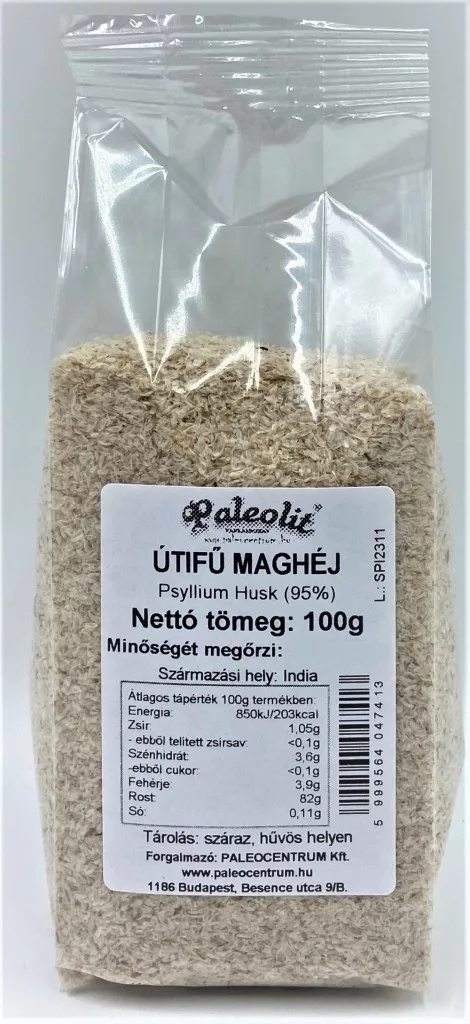 Paleolit®
www.paleocentrum.hu
ÚTIFŰ MAGHÉJ
Psyllium Husk (95%)
Nettó tömeg: 100g
Minőségét megőrzi:
Származási hely: India
Átlagos tápérték 100g termékben:
Energia: 850kJ/203kcal
Zsír: 1,05g
- ebből telített zsírsav: <0,1g
Szénhidrát: 3,6g
-ebből cukor: <0,1g
Fehérje: 3,9g
Rost: 82g
Só: 0,11g
Tárolás: száraz, hűvös helyen
Forgalmazó: PALEOCENTRUM Kft.
www.paleocentrum.hu
1186 Budapest, Besence utca 9/B.
L.: SPI2311
5 999564 047413